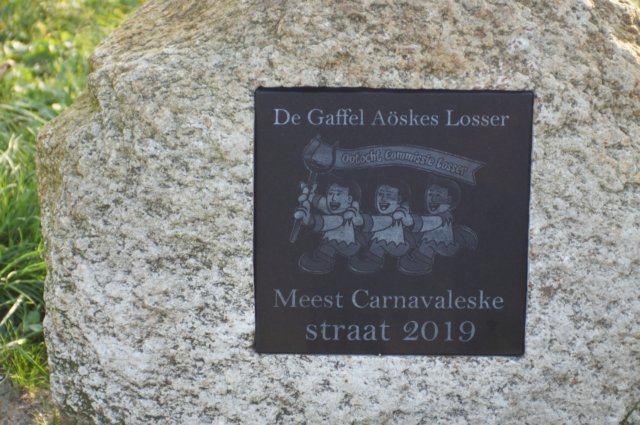 De Gaffel Aöskes Losser
Optocht Commissie Losser
Meest Carnavaleske
straat 2019